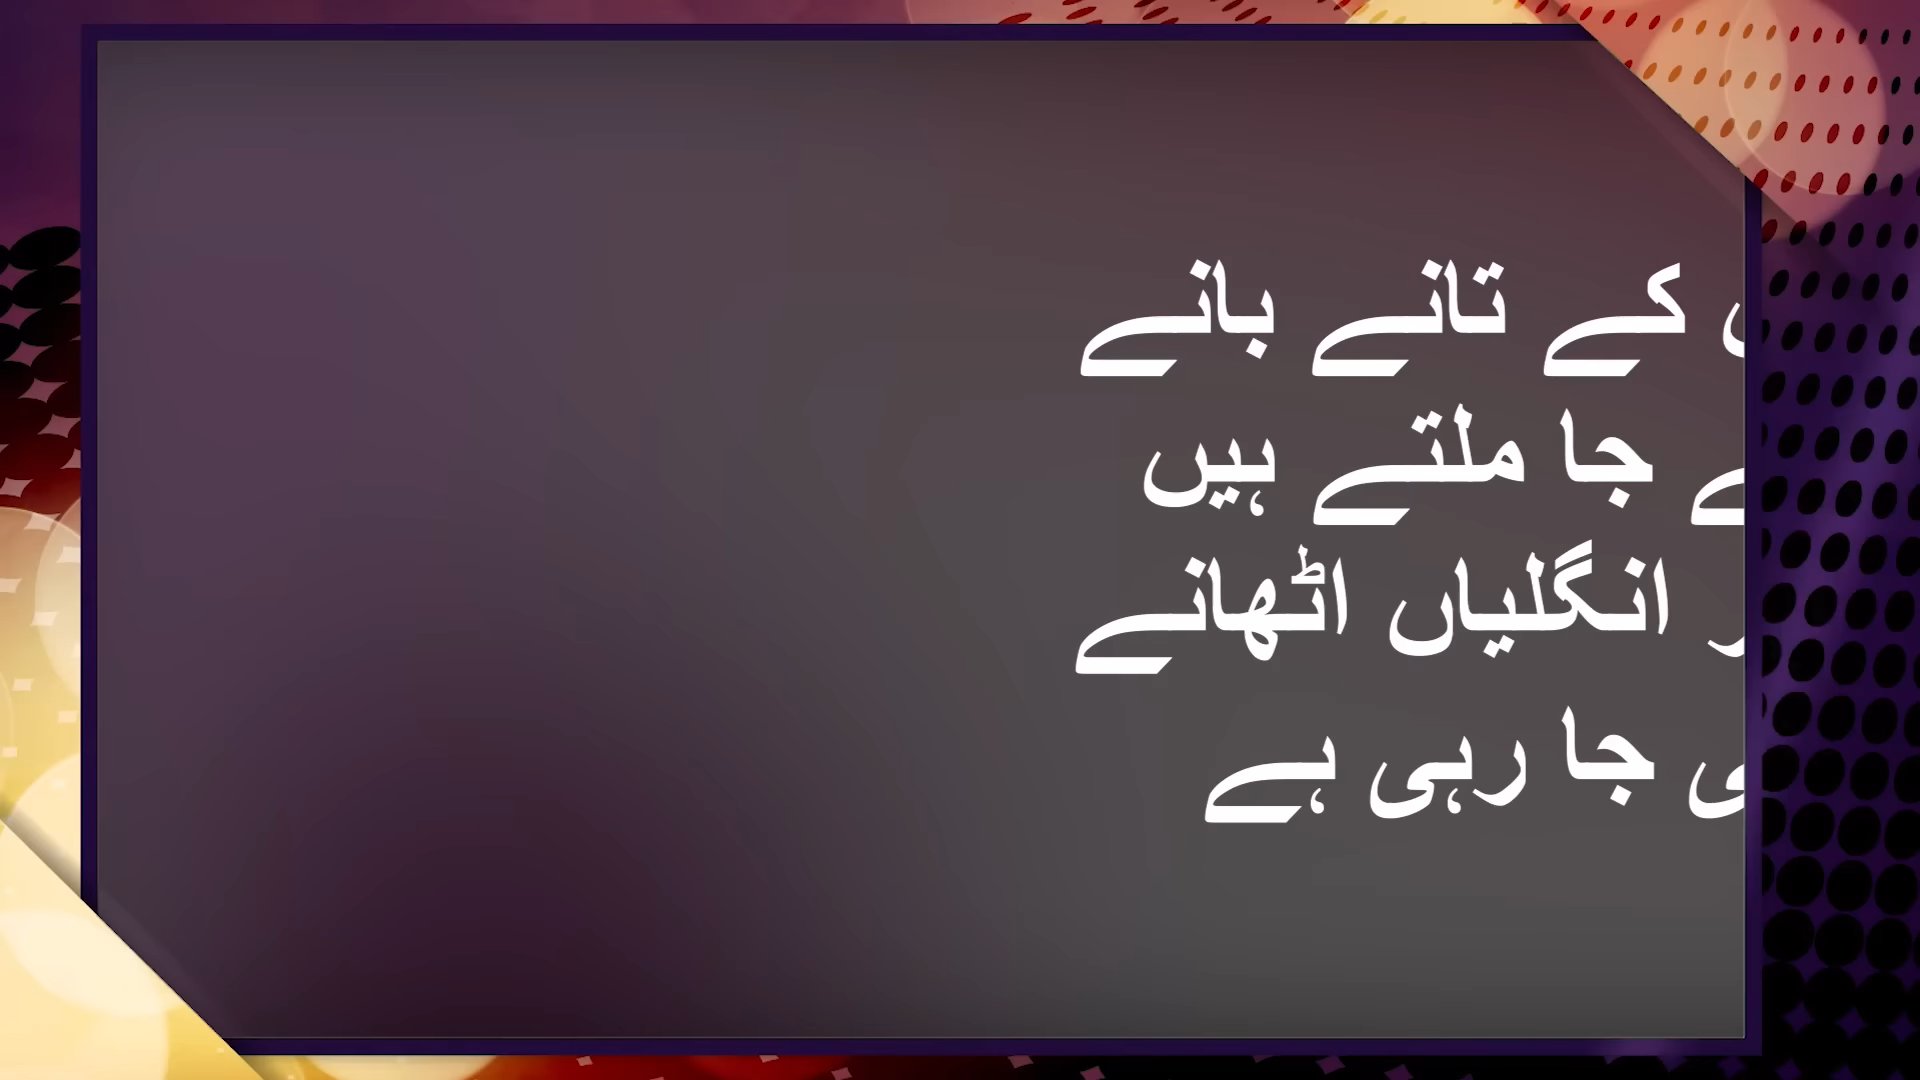 کے تانے بانے
جا ملتے ہیں
انگلیاں اٹھانے
جا رہی ہے